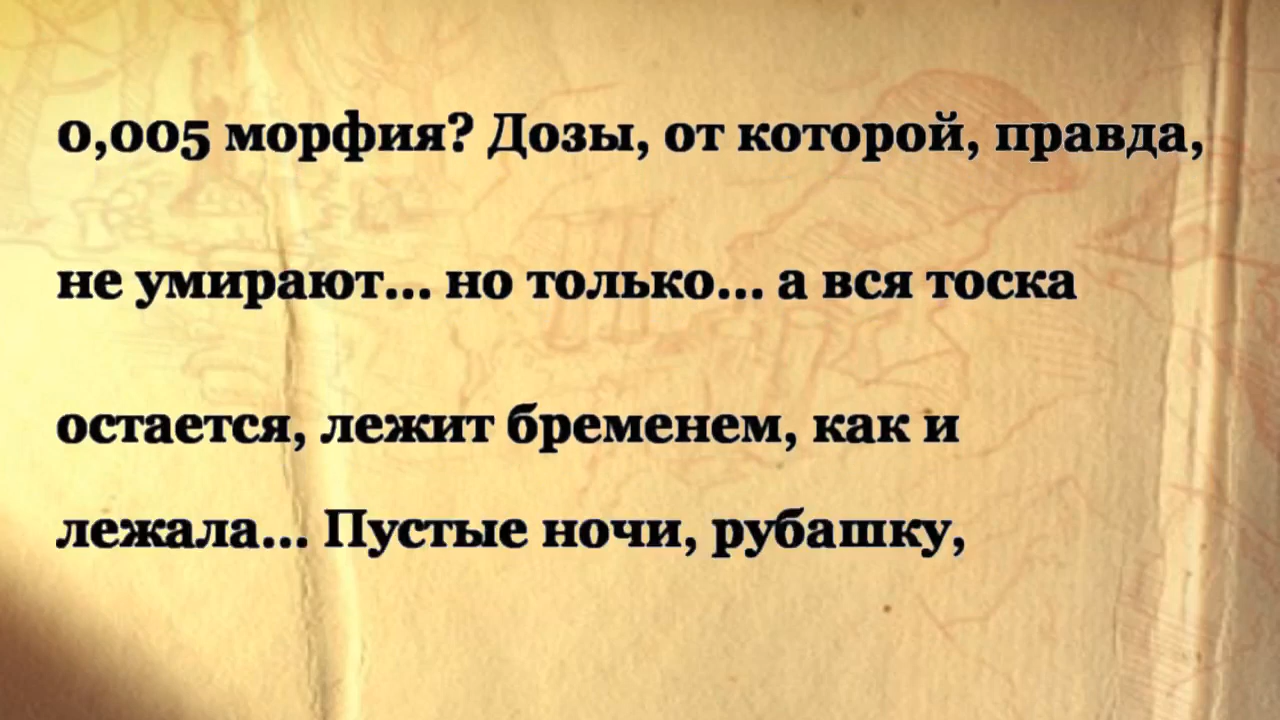 0,005 морфия? Дозы, от которой, правда,
не умирают... но только... а вся тоска
остается, лежит бременем, как и
лежала... Пустые ночи, рубашку,